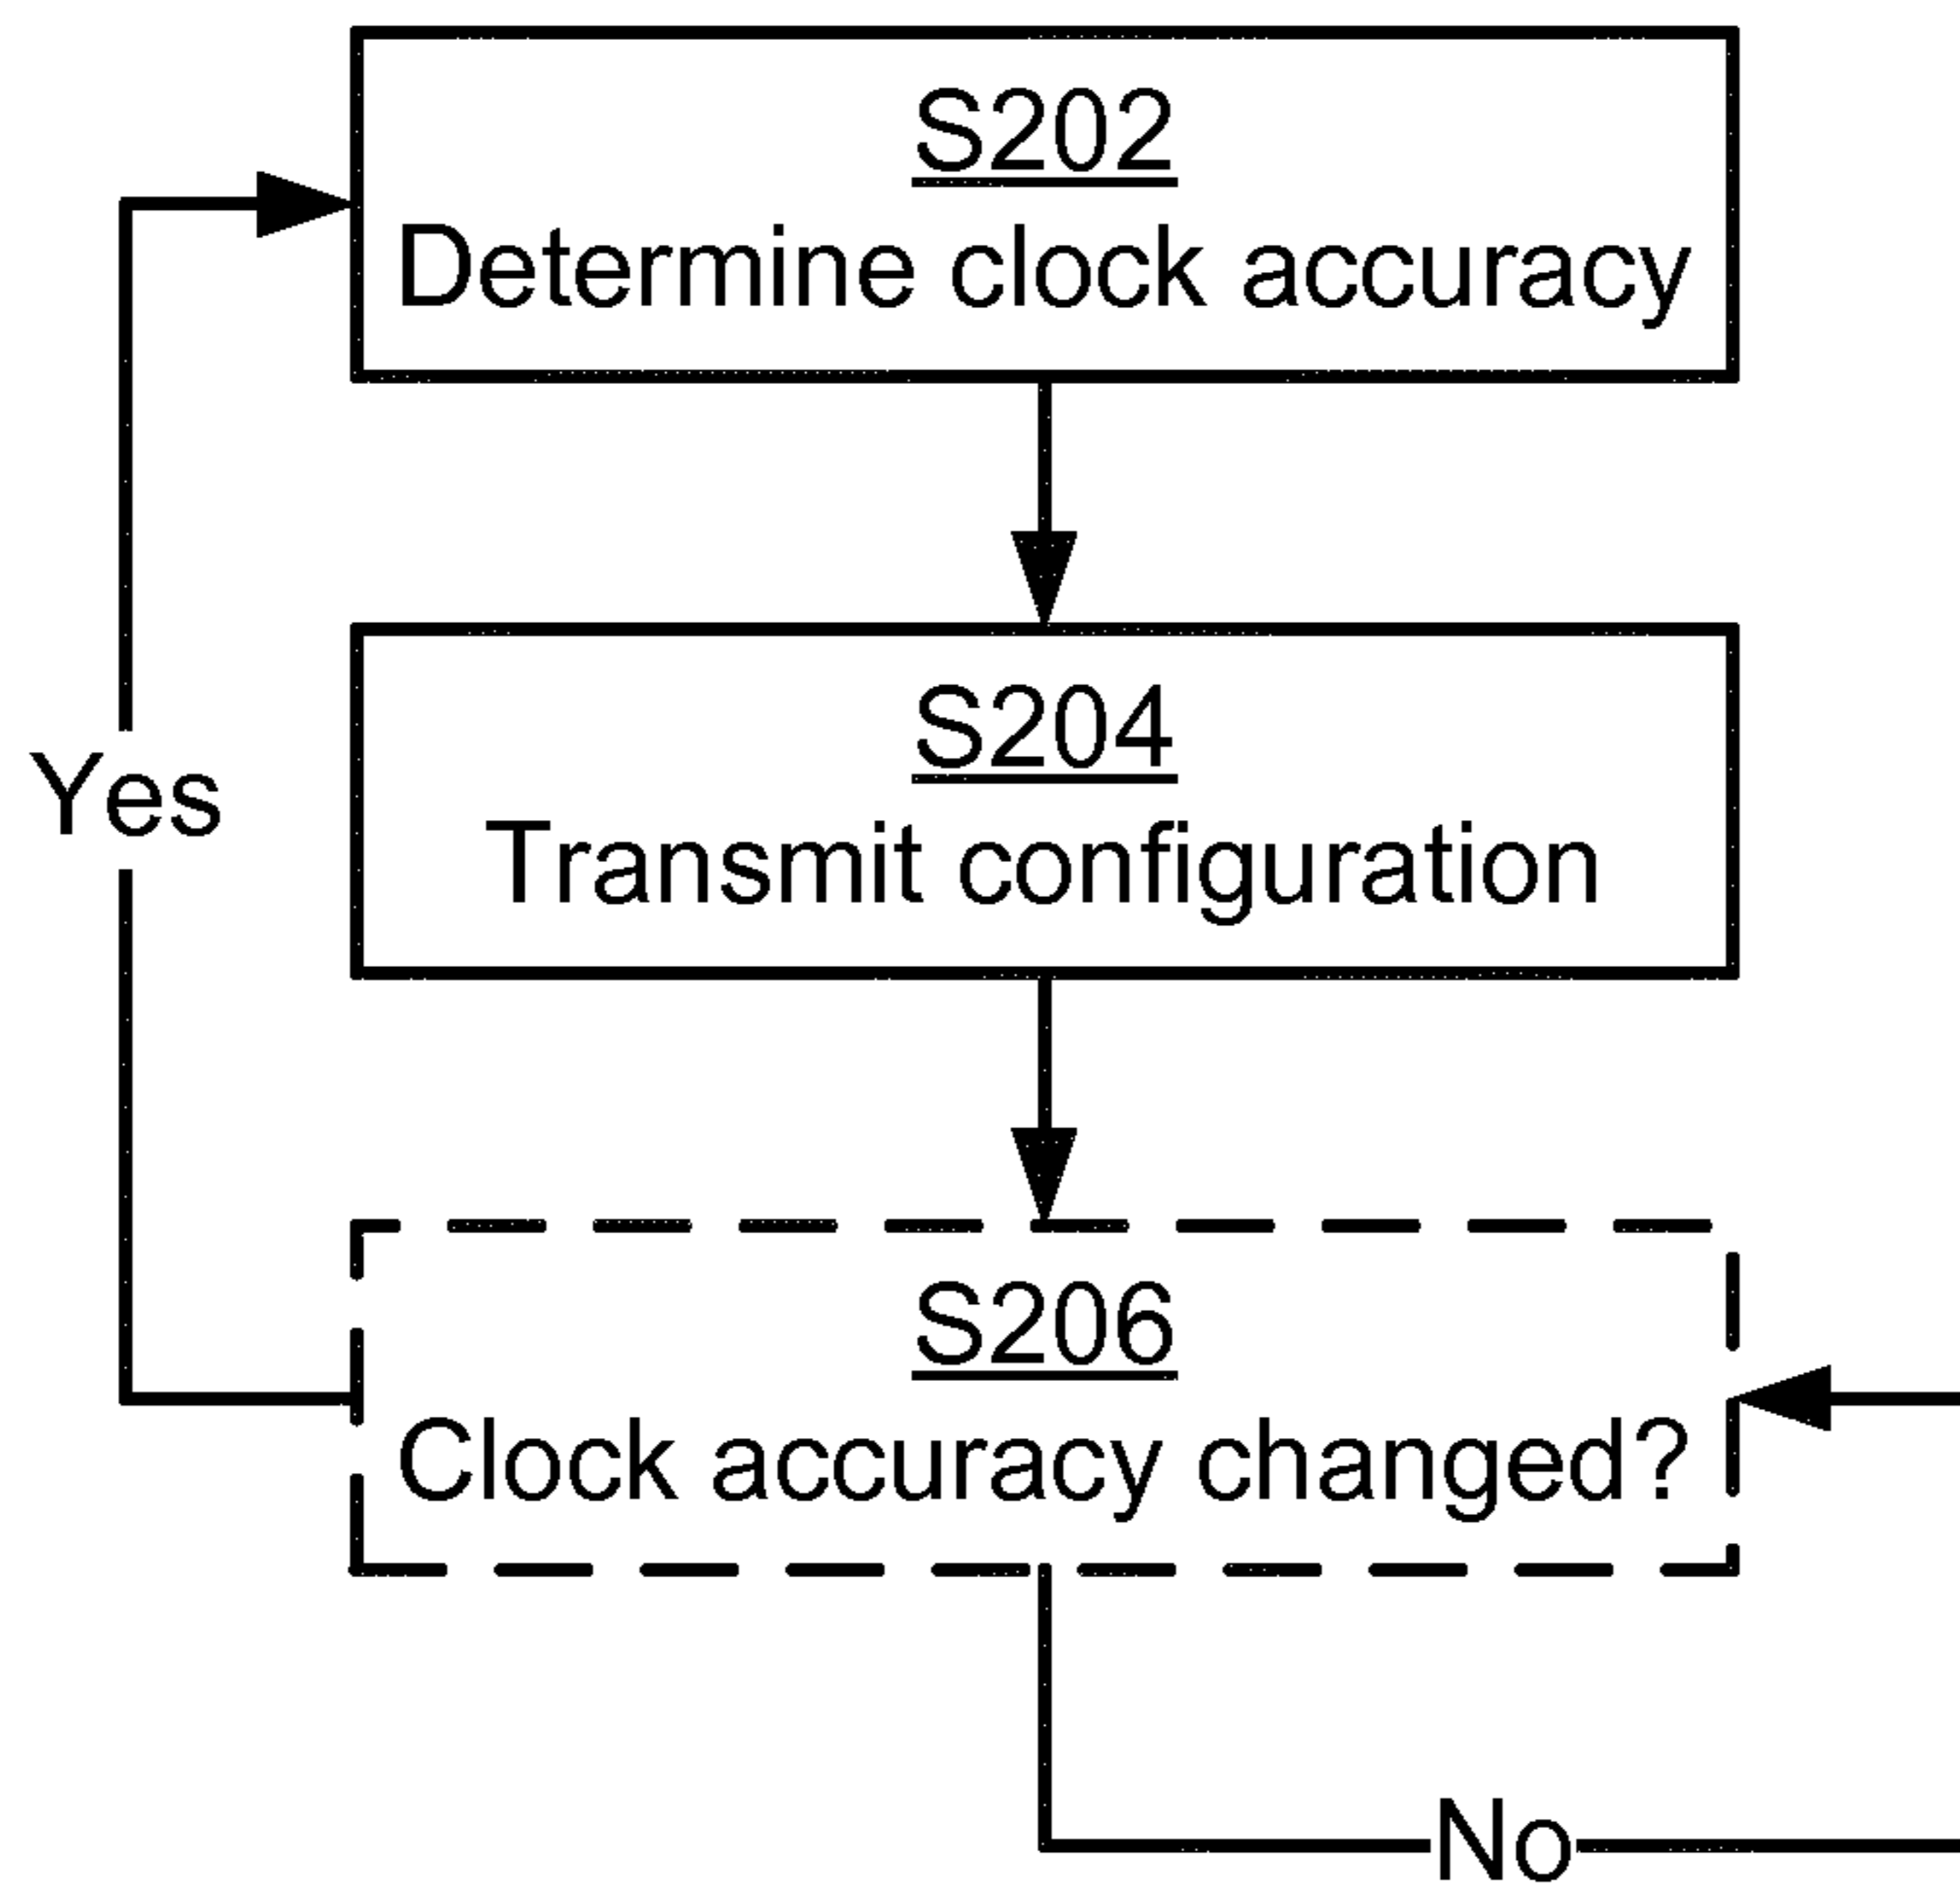 S202
Determine clock accuracy
S204
Transmit configuration
Yes
S206
Clock accuracy changed?
No